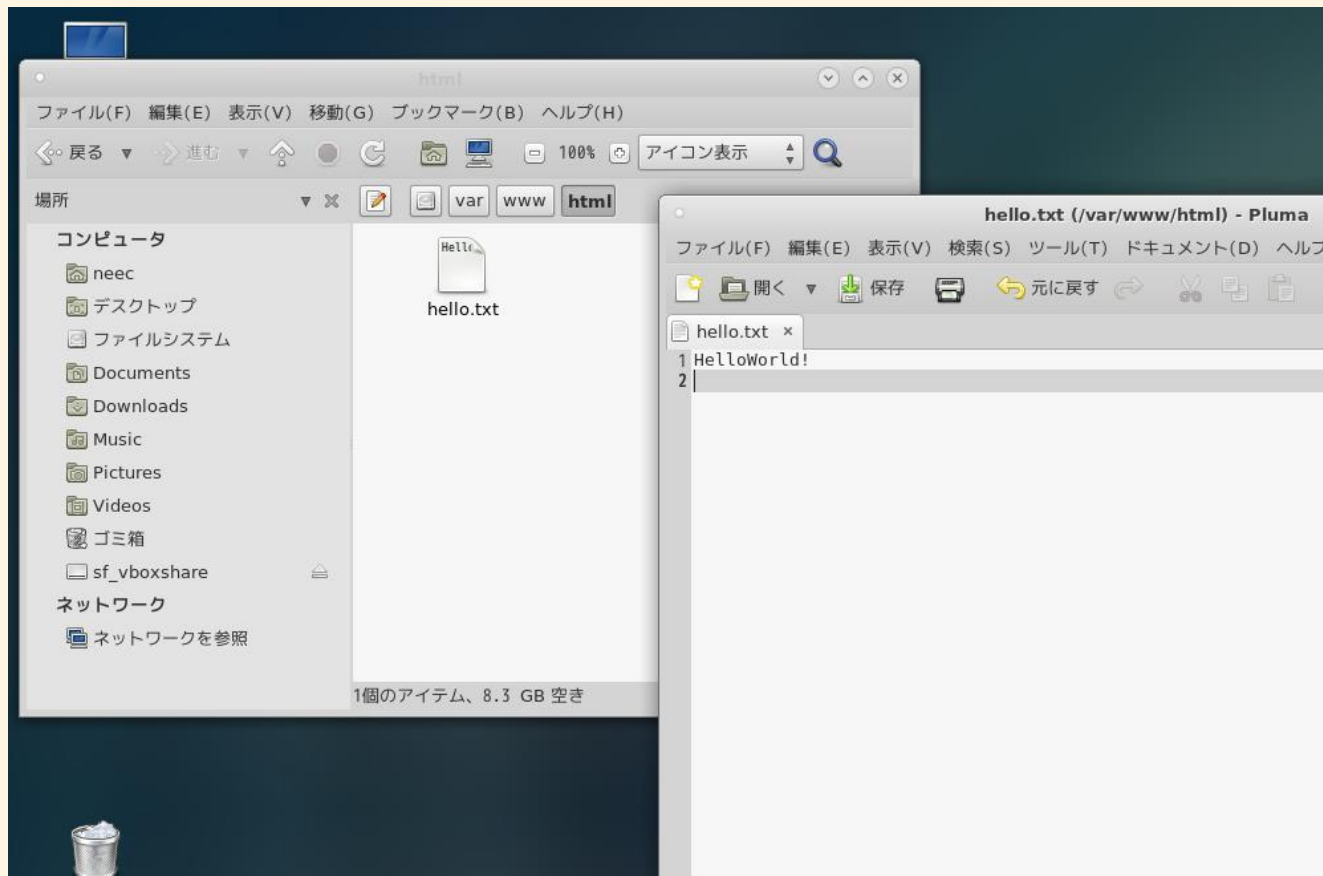 html
ファイル(F) 編集(E) 表示(V) 移動(G) ブックマーク(B) ヘルプ(H)
戻る 進む 100% アイコン表示
場所
var www html
コンピュータ
neec
デスクトップ
ファイルシステム
Documents
Downloads
Music
Pictures
Videos
ゴミ箱
sf_vboxshare
ネットワーク
ネットワークを参照
Hello
hello.txt
1個のアイテム、8.3 GB 空き
hello.txt (/var/www/html) - Pluma
ファイル(F) 編集(E) 表示(V) 検索(S) ツール(T) ドキュメント(D) ヘルプ
開く 保存 元に戻す
hello.txt ×
1 HelloWorld!
2